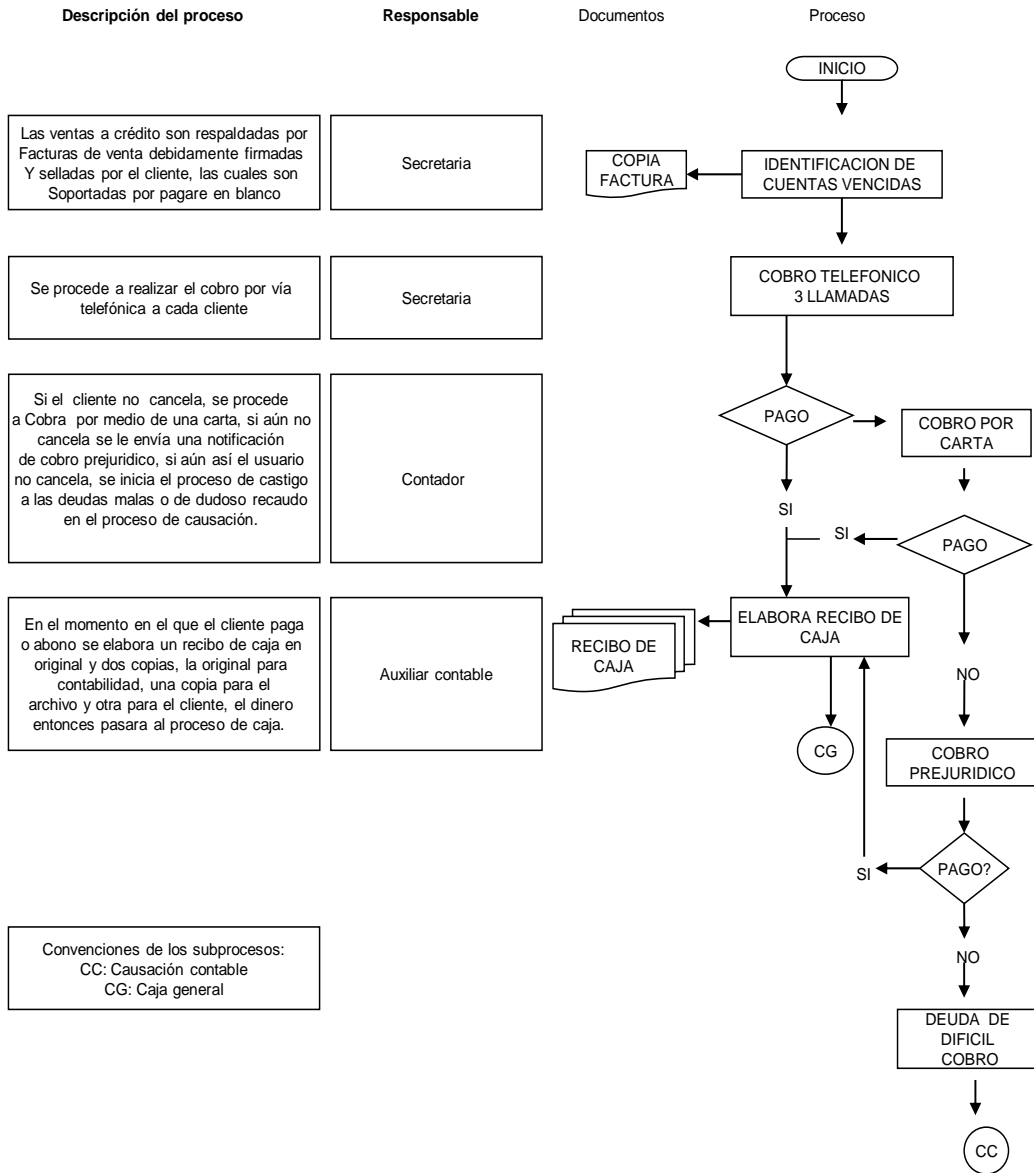 Descripción del proceso
Responsable
Documentos
Proceso
INICIO
Las ventas a crédito son respaldadas por
Facturas de venta debidamente firmadas
Y selladas por el cliente, las cuales son
Soportadas por pagare en blanco
Secretaria
COPIA
FACTURA
IDENTIFICACION DE
CUENTAS VENCIDAS
Se procede a realizar el cobro por vía
telefónica a cada cliente
Secretaria
COBRO TELEFONICO
3 LLAMADAS
Si el cliente no cancela, se procede
a Cobra por medio de una carta, si aún no
cancela se le envía una notificación
de cobro prejuridico, si aún así el usuario
no cancela, se inicia el proceso de castigo
a las deudas malas o de dudoso recaudo
en el proceso de causación.
Contador
PAGO
COBRO POR
CARTA
SI
SI
PAGO
En el momento en el que el cliente paga
o abono se elabora un recibo de caja en
original y dos copias, la original para
contabilidad, una copia para el
archivo y otra para el cliente, el dinero
entonces pasara al proceso de caja.
Auxiliar contable
RECIBO DE
CAJA
ELABORA RECIBO DE
CAJA
NO
CG
COBRO
PREJURIDICO
SI
PAGO?
NO
Convenciones de los subprocesos:
CC: Causación contable
CG: Caja general
DEUDA DE
DIFICIL
COBRO
CC